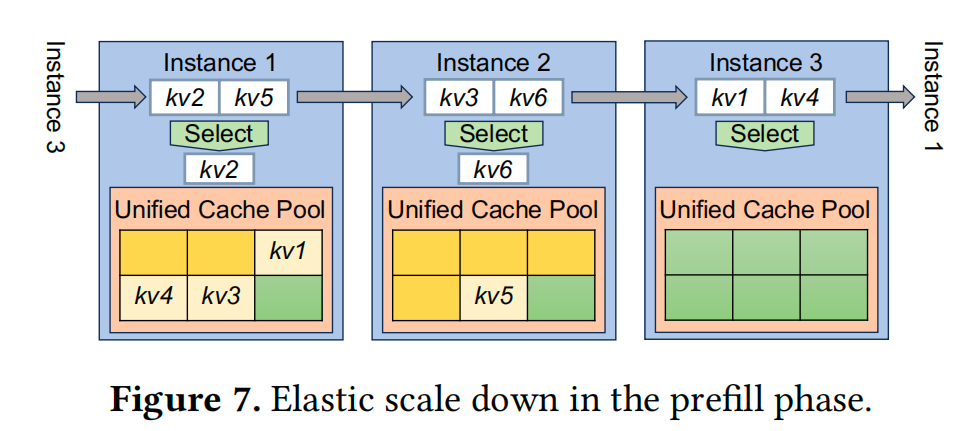 Instance 3
Instance 1
kv2 kv5
Select
kv2
Unified Cache Pool
kv1
kv4 kv3
Instance 2
kv3 kv6
Select
kv6
Unified Cache Pool
kv5
Instance 3
kv1 kv4
Select
Unified Cache Pool
Instance 1
Figure 7. Elastic scale down in the prefill phase.